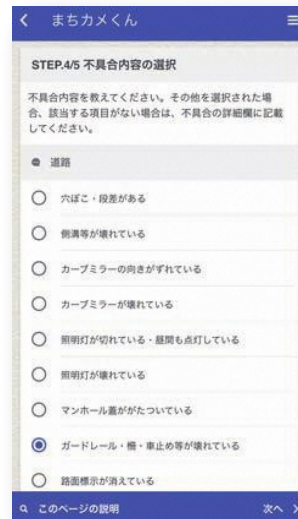 まちカメくん
STEP.4/5 不具合内容の選択
不具合内容を教えてください。その他を選択された場
合、該当する項目がない場合は、不具合の詳細欄に記載
してください。
道路
穴ぼこ・段差がある
側溝等が壊れている
カーブミラーの向きがずれている
カーブミラーが壊れている
照明灯が切れている・昼間も点灯している
照明灯が壊れている
マンホール蓋ががたついている
ガードレール・柵・車止め等が壊れている
路面標示が消えている
このページの説明 次へ